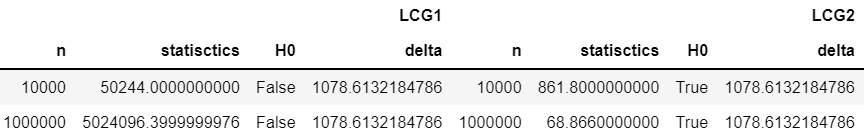 LCG1 LCG2
n statisctics H0 delta n statisctics H0 delta
10000 50244.0000000000 False 1078.6132184786 10000 861.8000000000 True 1078.6132184786
1000000 5024096.3999999976 False 1078.6132184786 1000000 68.8660000000 True 1078.6132184786